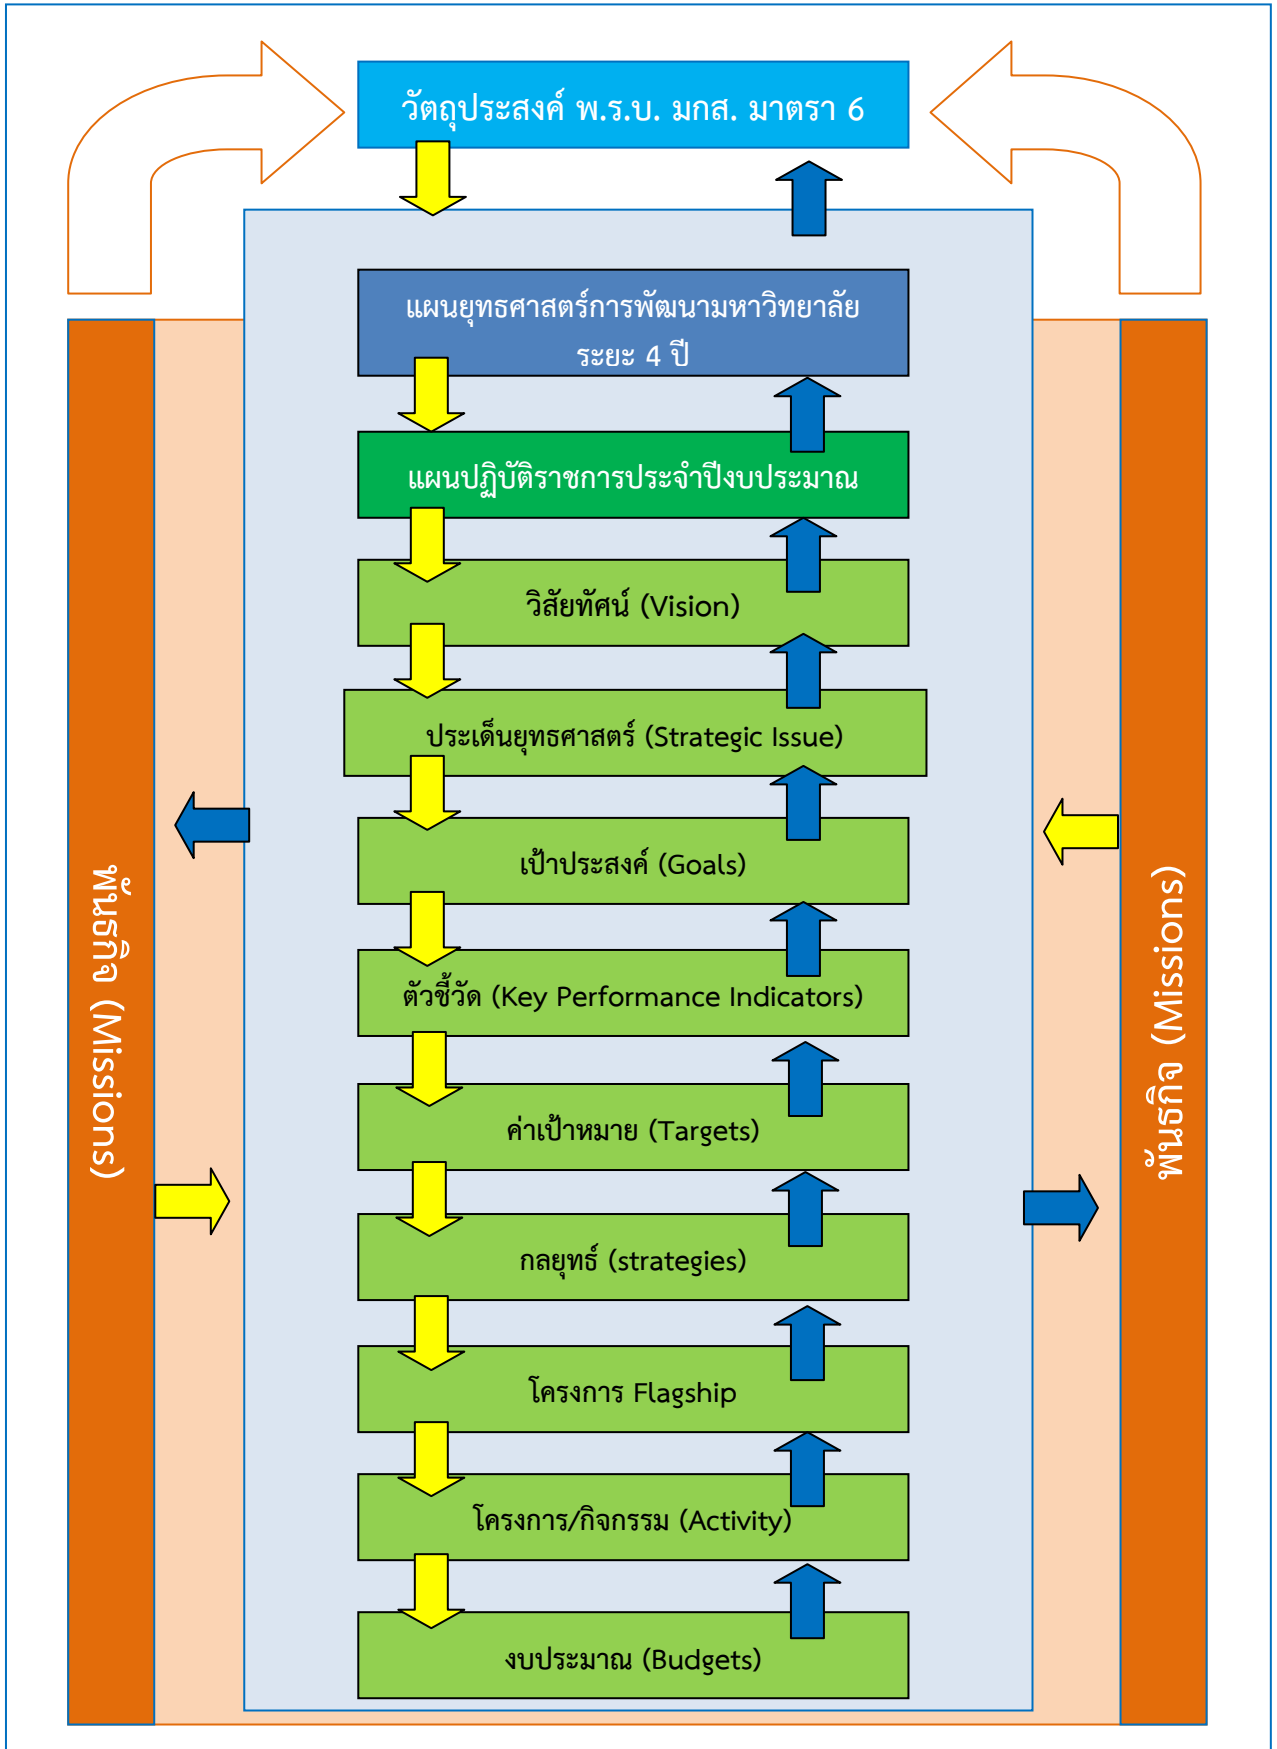 วัตถุประสงค์ พ.ร.บ. มกส. มาตรา 6
แผนยุทธศาสตร์การพัฒนามหาวิทยาลัย
ระยะ 4 ปี
แผนปฏิบัติราชการประจำปีงบประมาณ
วิสัยทัศน์ (Vision)
ประเด็นยุทธศาสตร์ (Strategic Issue)
เป้าประสงค์ (Goals)
ตัวชี้วัด (Key Performance Indicators)
ค่าเป้าหมาย (Targets)
กลยุทธ์ (strategies)
โครงการ Flagship
โครงการ/กิจกรรม (Activity)
งบประมาณ (Budgets)
พันธกิจ (Missions)
พันธกิจ (Missions)